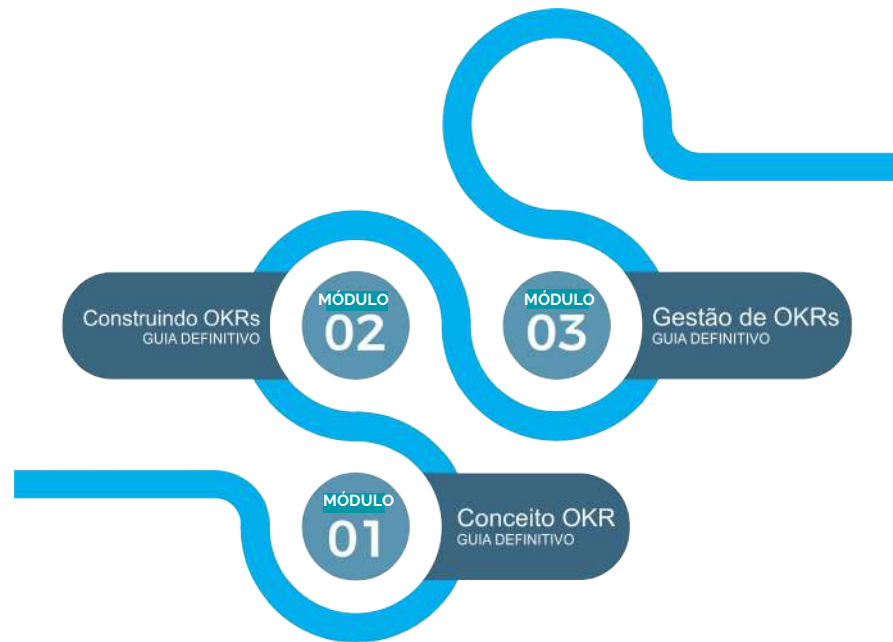 Construindo OKRs
GUIA DEFINITIVO
MÓDULO
02
MÓDULO
03
Gestão de OKRs
GUIA DEFINITIVO
MÓDULO
01
Conceito OKR
GUIA DEFINITIVO